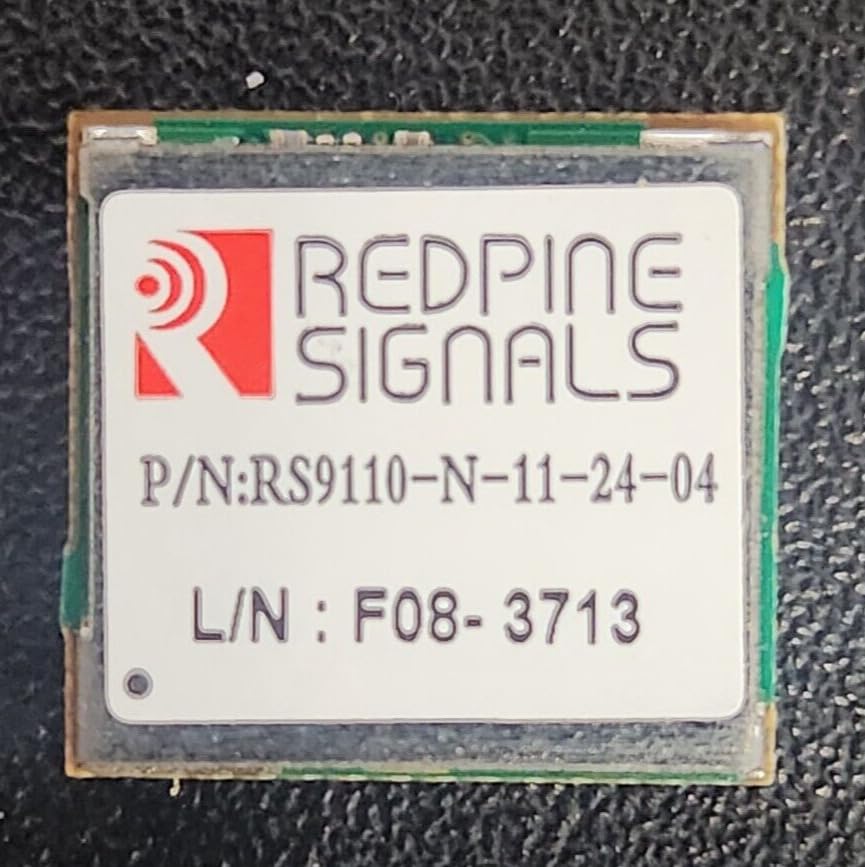 REDPINE
SIGNALS
P/N:RS9110-N-11-24-04
L/N : F08- 3713